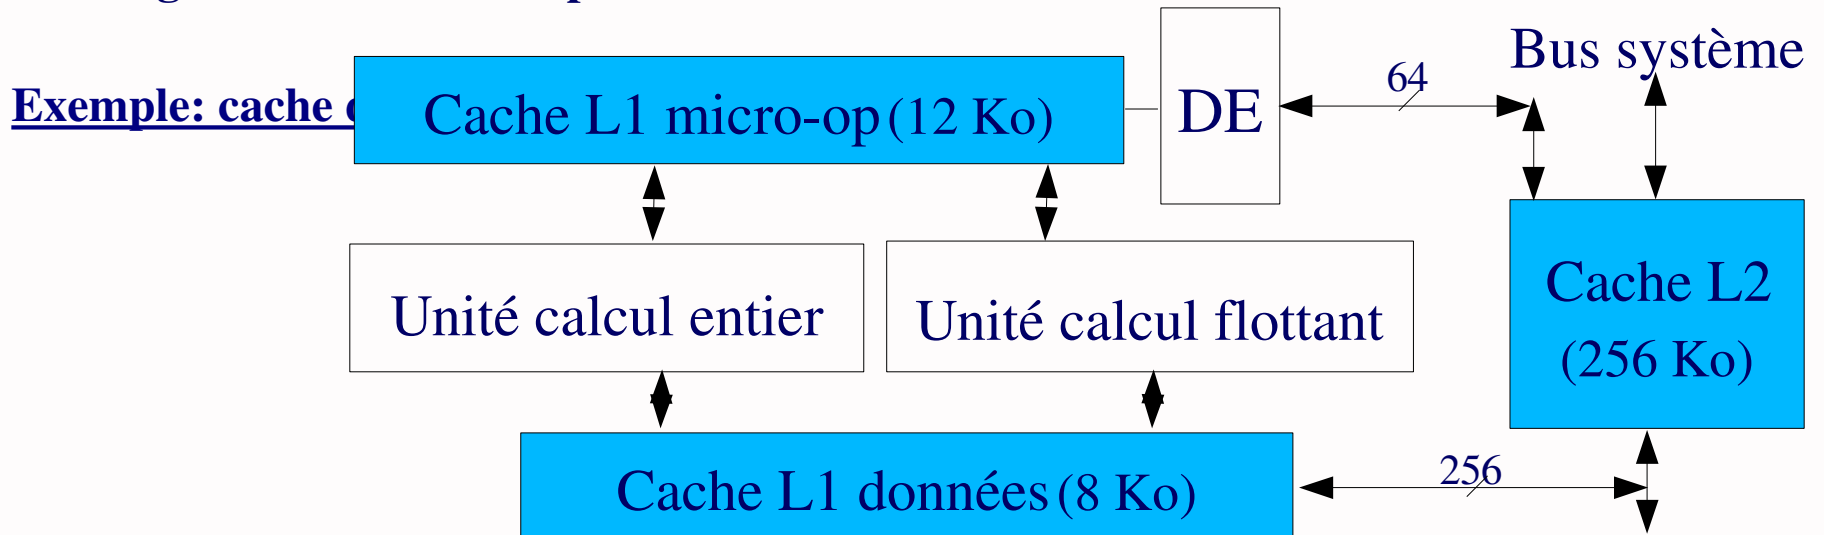 Exemple: cache
Cache L1 micro-op (12 Ko)
DE
64
Bus système
Unité calcul entier
Unité calcul flottant
Cache L2
(256 Ko)
Cache L1 données (8 Ko)
256